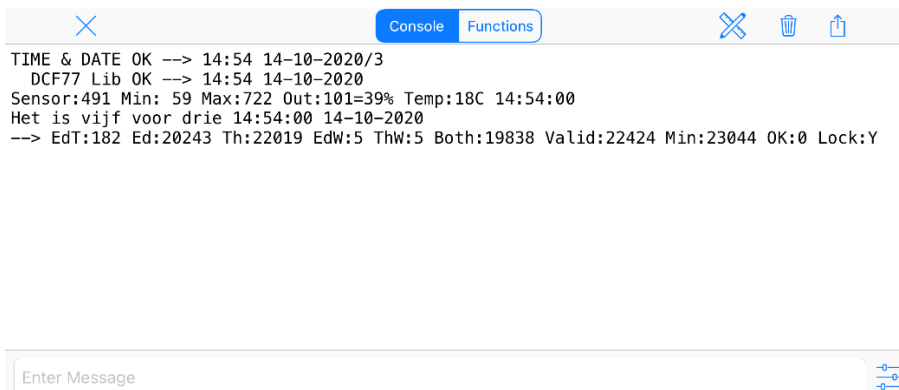 Console Functions
TIME & DATE OK --> 14:54 14-10-2020/3
DCF77 Lib OK --> 14:54 14-10-2020
Sensor:491 Min: 59 Max:722 Out:101=39% Temp:18C 14:54:00
Het is vijf voor drie 14:54:00 14-10-2020
--> EdT:182 Ed:20243 Th:22019 EdW:5 ThW:5 Both:19838 Valid:22424 Min:23044 OK:0 Lock:Y
Enter Message